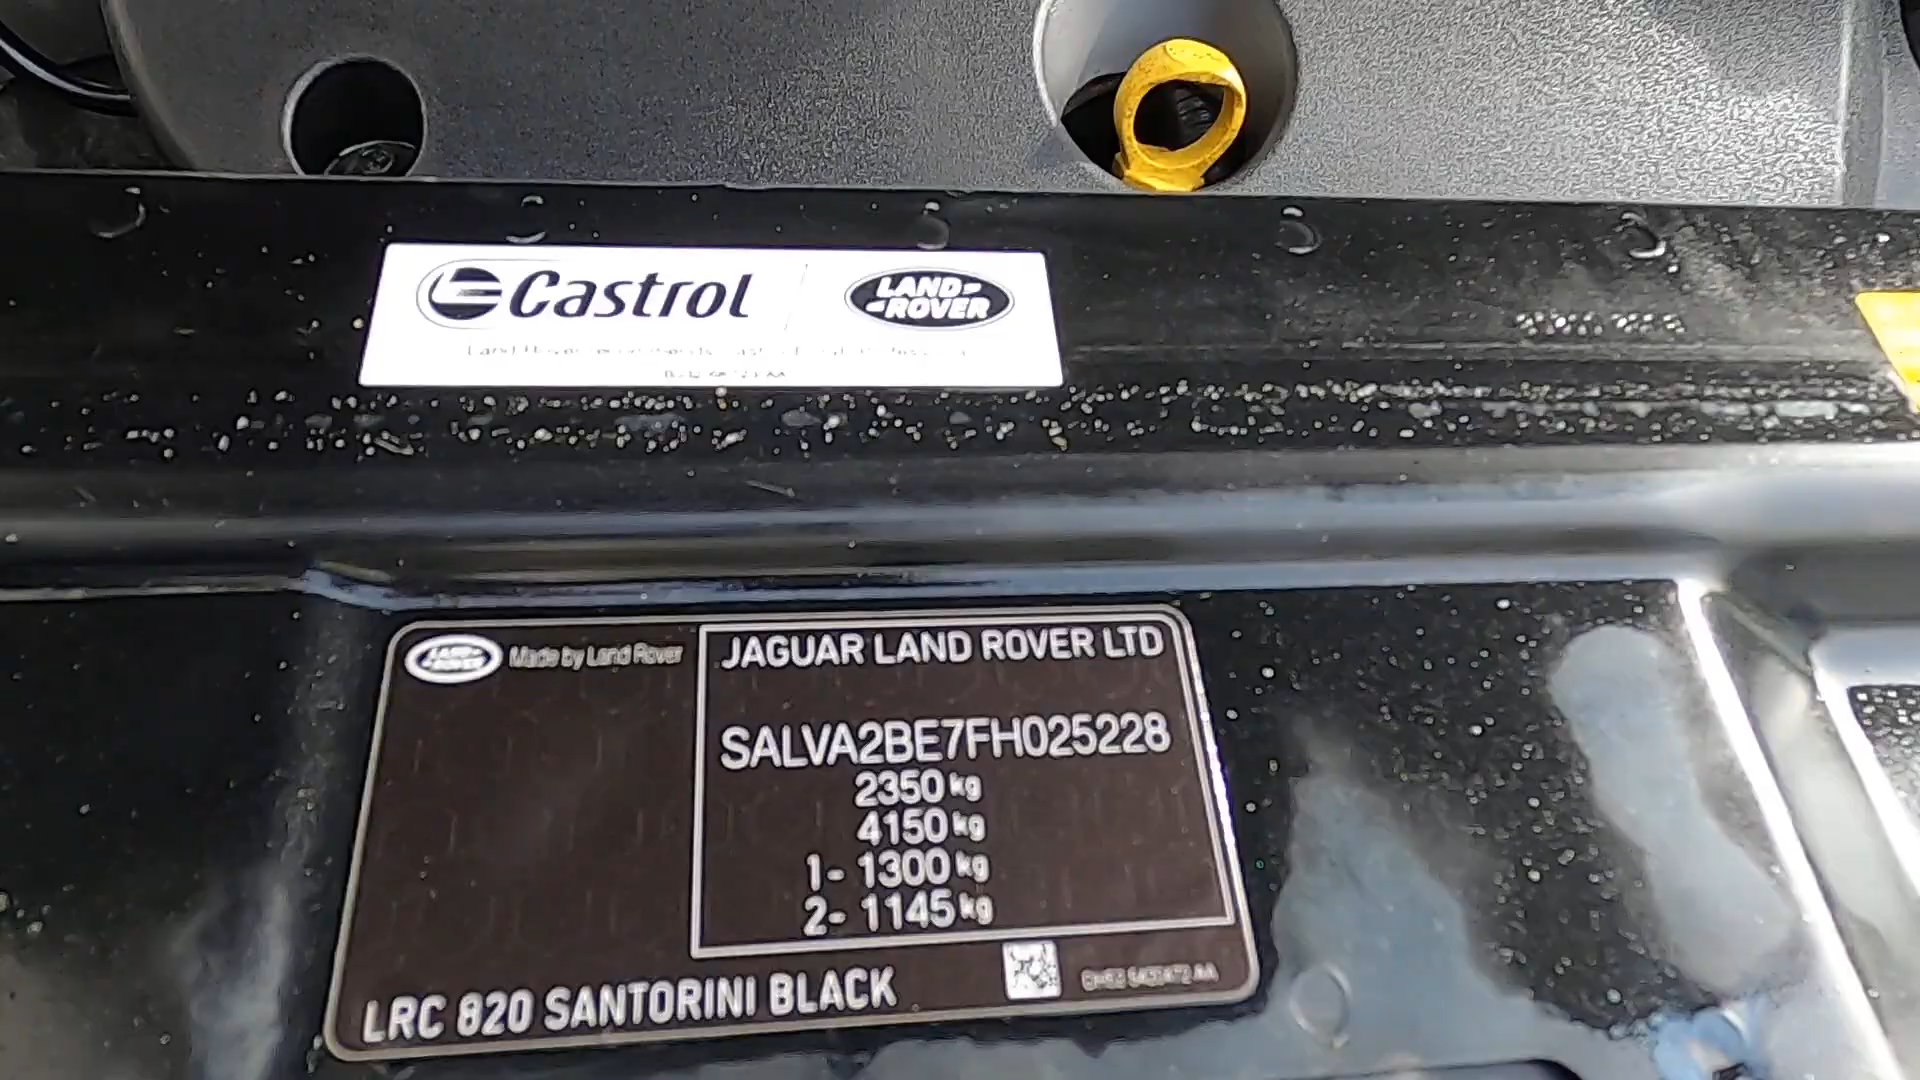 Castrol
LAND-
-ROVER
LAND-
-ROVER
Made by Land Rover
JAGUAR LAND ROVER LTD
SALVA2BE7FH025228
2350 kg
4150 kg
1- 1300 kg
2- 1145 kg
LRC 820 SANTORINI BLACK